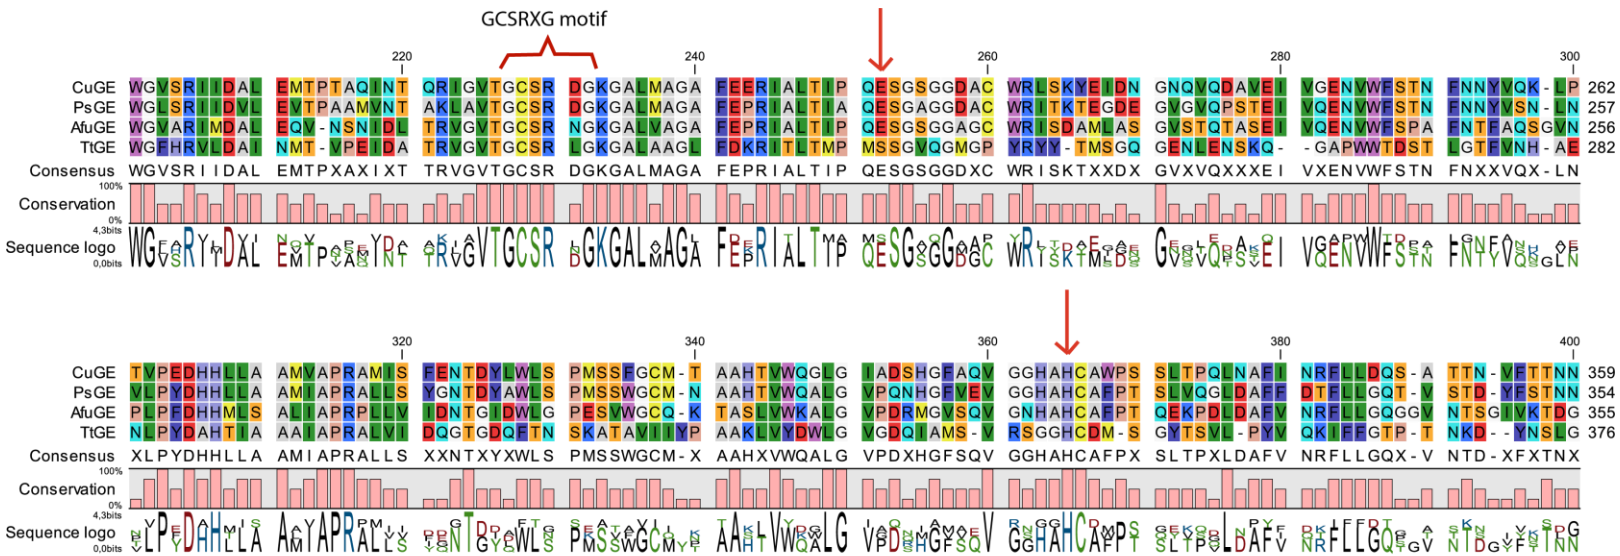 GCSRXG motif
220 240 260 280 300
CuGE WGVSRIIDAL EMTPTAQINT QRIGVTGCSR DGKGALMAGA FEERIALTIP QESGSGGDAC WRLSKYEIDN GNQVQDAVEI VGENVWFSTN FNNYVQK-LP 262
PsGE WGLSRIIDVL EVTPAAMVNT AKLAVTGCSR DGKGALMAGA FEERIALTIP QESGAGGDAC WRITKTEGDE GVGVQPSTEI VQENVWFSTN FNNYVSN-LN 257
AfuGE WGVARIMDAL EQV-NSNIDL TRVGVTGCSR NGKGALVAGA FEPRIALTIP QESGSGGAGC WRISDAMLAS GVSTQTASEI VQENVWFSPA FNTFAQSGVN 256
TtGE WGFHRVLDAI NMT-VPEIDA TRVGVTGCSR LGKGALAAGL FDKRITLTMP MSSGVQGMGP YRYY-TMSGQ GENLENSKQ- -GAPWWTDST LGTFVNH-AE 282
Consensus WGVSRIIDAL EMTPXAXIXT TRVGVTGCSR DGKGALMAGA FEPRIALTIP QESGSGGDXC WRISKTXXDX GVXVQXXXEI VXENVWFSTN FNXXVQX-LN
100%
Conservation
0%
4,3bits
Sequence logo
0,0bits
320 340 360 380 400
CuGE TVPEDHHLLA AMVAPRAMIS FENTDYLWLS PMSSFGCM-T AAHTVWQGLG IADSHGFAQV GGHAHCAWPS SLTPQLNAFI NRFLLDQS-A TTN-VFTTNN 359
PsGE VLPYDHHLLA AMIAPRAMIS YGNTDYLWLS PMSSFGCM-T AAHTVWQALG VPQNHGFAQV GGHAHCAFPT SLVQQLDAFF DTFLLGQT-L VSTD-YFSTNN 354
AfuGE PLPFDHHMLS ALIAPRPLLV IDNTGIDWLG PESVWGCQ-K TASLVWKALG VPDRMGVSQV GNHAHCAFPT QEKPDLDAFF NRFLLGQGGV NTSGIVKTDG 355
TtGE NLPYDAHTIA AAIAPRALVI DQGTGDQFTN SKATAVIIYP AAKLVYDWLG VGDQIAMS-V RSGGHCDM-S GYTSVL-PYV QKIFFGTP-T NKD--YNSLG 376
Consensus XLPYDHHLLA AMIAPRALLS XXNTXYXWLS PMSSWGCM-X AAHXVWQALG VPDXHGFSQV GGHAHCAFPX SLTPXLDAFV NRFLLGQX-V NTD-XFXTNX
100%
Conservation
0%
4,3bits
Sequence logo
0,0bits